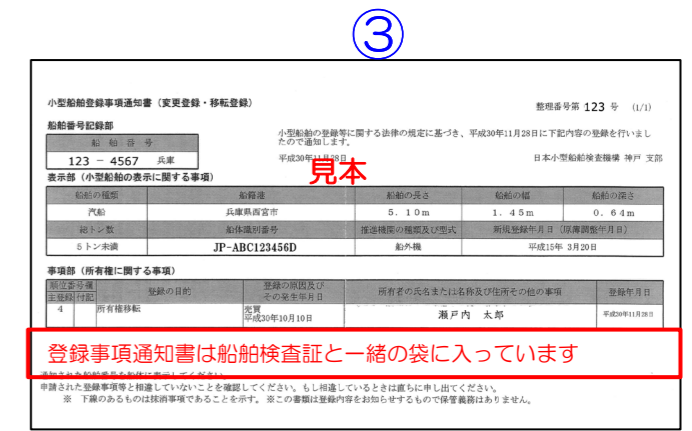 ③
小型船舶登録事項通知書（変更登録・移転登録）
整理番号第 123 号 (1/1)
船舶番号記録部
船舶番号
123 － 4567 兵庫
小型船舶の登録等に関する法律の規定に基づき、平成30年11月28日に下記内容の登録を行いまし
たので通知します。
平成30年11月28日
日本小型船舶検査機構 神戸 支部
見本
表示部（小型船舶の表示に関する事項）
船舶の種類 船籍港 船舶の長さ 船舶の幅 船舶の深さ
汽船 兵庫県西宮市 5.10m 1.45m 0.64m
総トン数 船体識別番号 推進機関の種類及び型式 新規登録年月日（原簿調製年月日）
5トン未満 JP-ABC123456D 船外機 平成15年 3月20日
事項部（所有権に関する事項）
順位番号欄 登録の目的 登録の原因及び 所有者の氏名または名称及び住所その他の事項 登録年月日
主登録 付記 その発生年月日
4 所有権移転 売買 瀬戸内 太郎 平成30年11月28日
平成30年10月10日
登録事項通知書は船舶検査証と一緒の袋に入っています
申請された登録事項等と相違していないことを確認してください。もし相違しているときは直ちに申し出てください。
※ 下線のあるものは抹消事項であることを示す。 ※この書類は登録内容をお知らせするもので保管義務はありません。